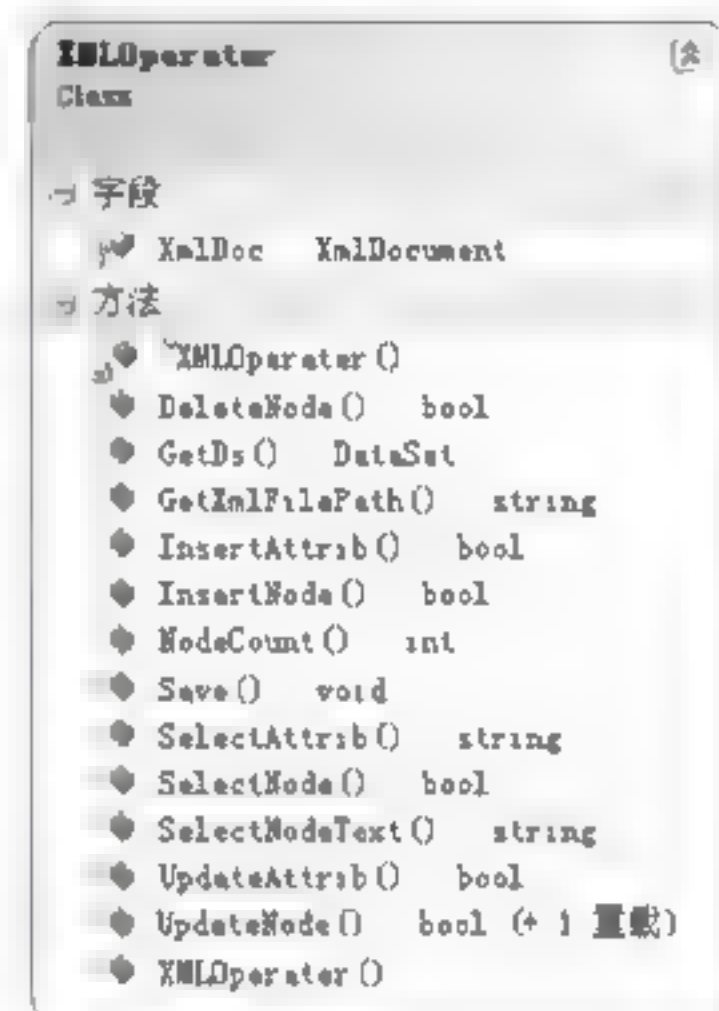 XMLOperater
Class
字段
XmlDoc XmlDocument
方法
~XMLOperater()
DeleteNode() bool
GetDs() DataSet
GetXmlFilePath() string
InsertAttrib() bool
InsertNode() bool
NodeCount() int
Save() void
SelectAttrib() string
SelectNode() bool
SelectNodeText() string
UpdateAttrib() bool
UpdateNode() bool (+ 1 重载)
XMLOperater()